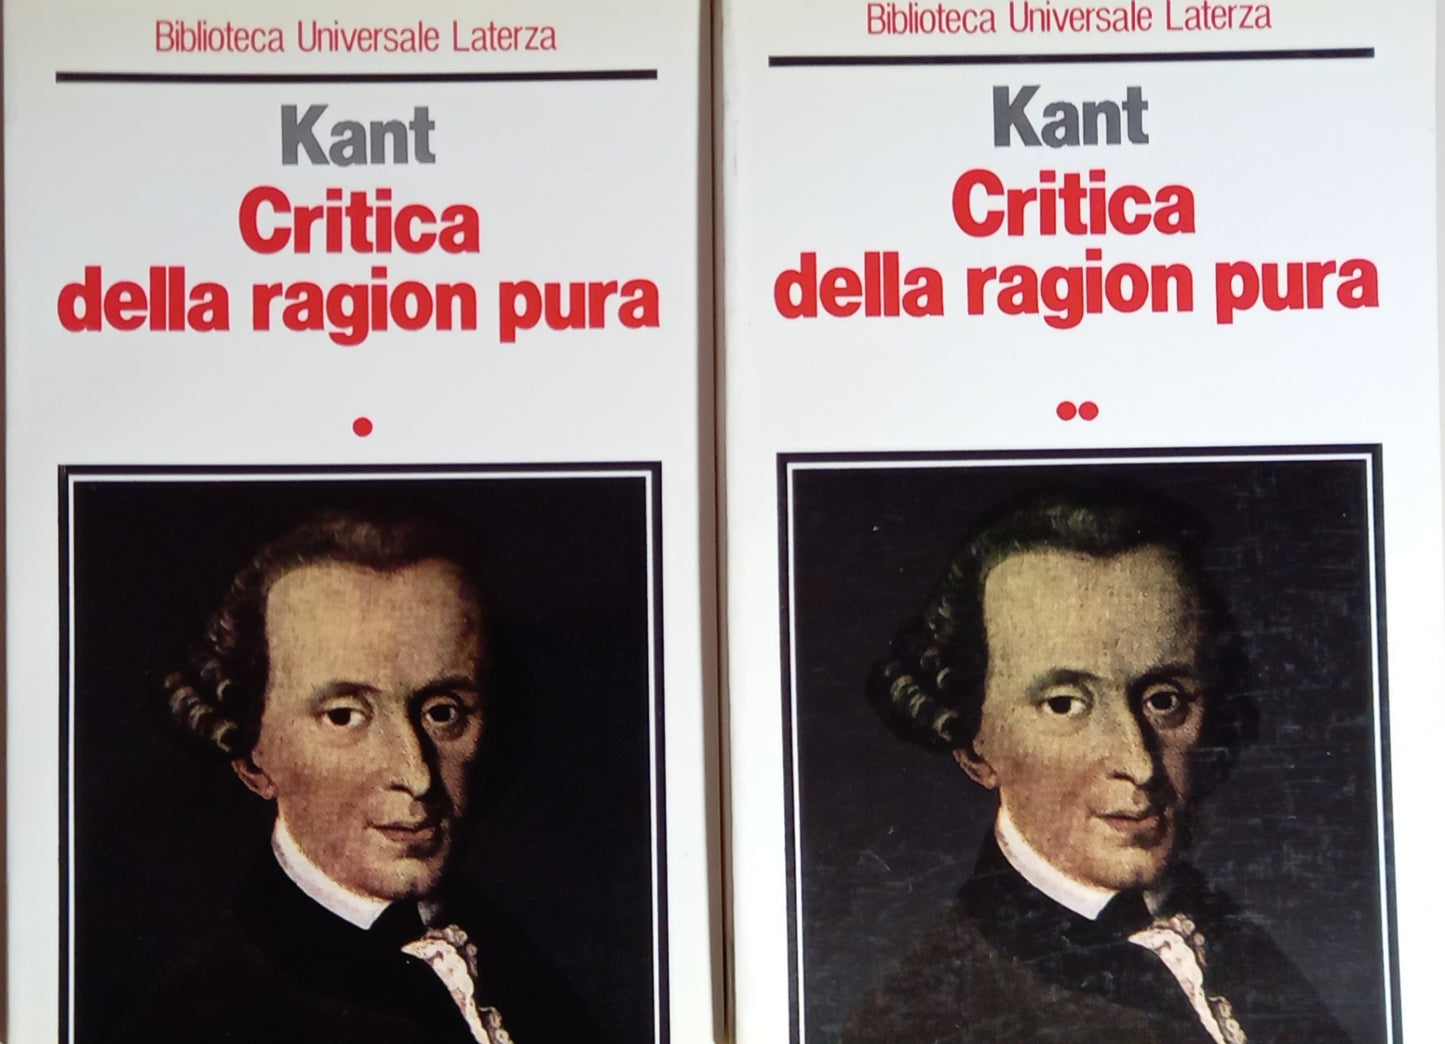 Biblioteca Universale Laterza
Kant
Critica
della ragion pura
Biblioteca Universale Laterza
Kant
Critica
della ragion pura